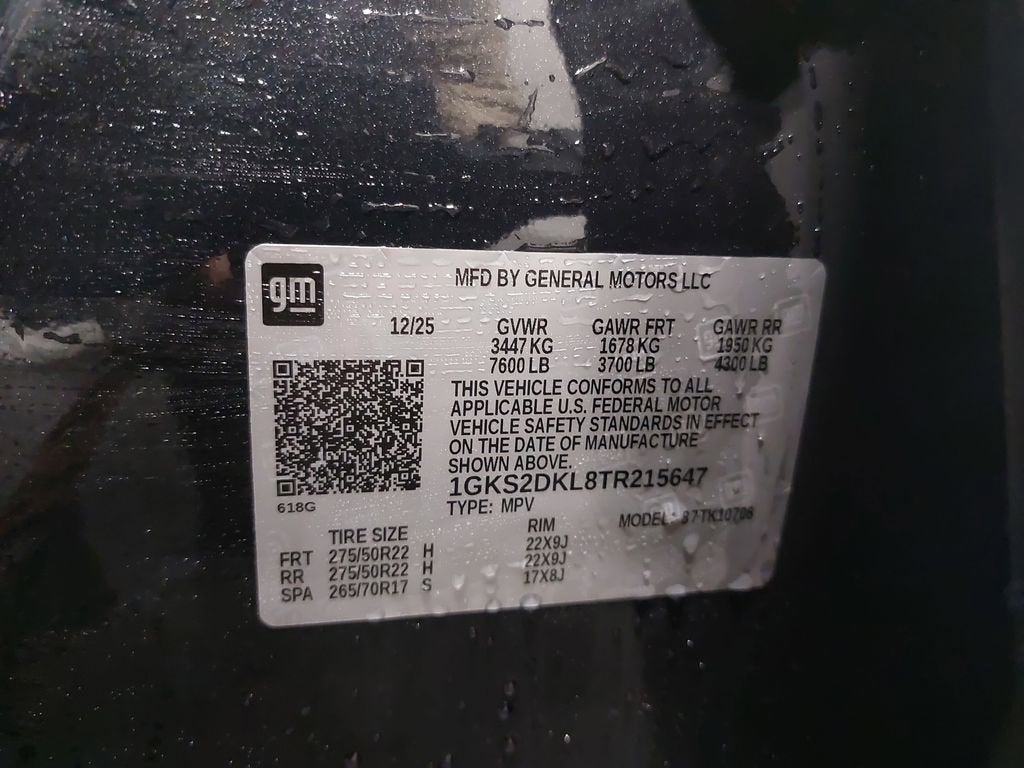 gm
MFD BY GENERAL MOTORS LLC
12/25 GVWR GAWR FRT GAWR RR
3447 KG 1678 KG 1950 KG
7600 LB 3700 LB 4300 LB
THIS VEHICLE CONFORMS TO ALL
APPLICABLE U.S. FEDERAL MOTOR
VEHICLE SAFETY STANDARDS IN EFFECT
ON THE DATE OF MANUFACTURE
SHOWN ABOVE.
1GKS2DKL8TR215647
618G
TYPE: MPV
MODEL:
TIRE SIZE RIM
FRT 275/50R22 H 22X9J
RR 275/50R22 H 22X9J
SPA 265/70R17 S 17X8J